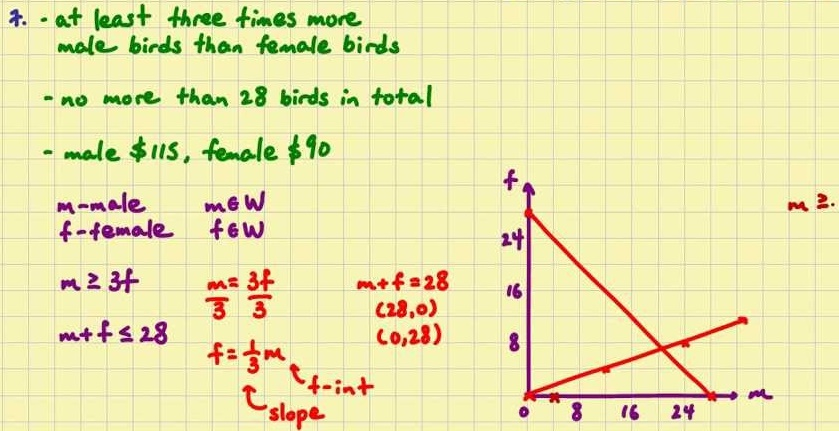 7. - at least three times more
male birds than female birds
- no more than 28 birds in total
- male $115, female $90
m-male m∈W
f-female f∈W
m ≥ 3f
m+f ≤ 28
m = 3f
3 3
f = 1/3 m
slope
f-int
m+f=28
(28,0)
(0,28)
f
24
16
8
0 8 16 24 m
m ≥.